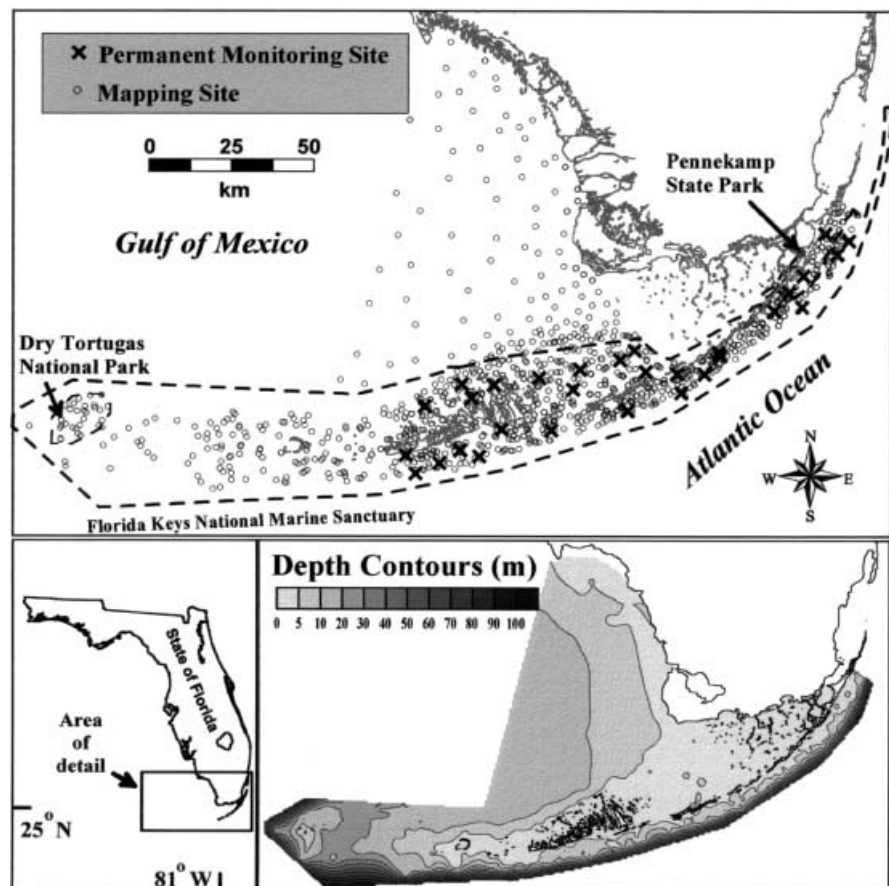 × Permanent Monitoring Site
○ Mapping Site
0 25 50
km
Pennekamp
State Park
Gulf of Mexico
Dry Tortugas
National Park
Atlantic Ocean
N
W E
S
Florida Keys National Marine Sanctuary
State of Florida
Area
of
detail
25° N
81° W
Depth Contours (m)
0 5 10 20 30 40 50 60 70 80 90 100